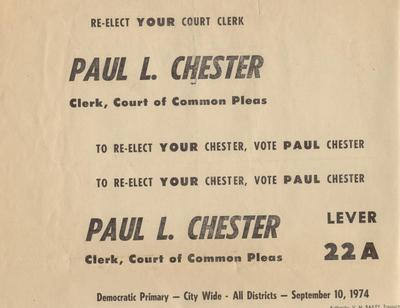 RE-ELECT YOUR COURT CLERK
PAUL L. CHESTER
Clerk, Court of Common Pleas
TO RE-ELECT YOUR CHESTER, VOTE PAUL CHESTER
TO RE-ELECT YOUR CHESTER, VOTE PAUL CHESTER
PAUL L. CHESTER
Clerk, Court of Common Pleas
LEVER
22A
Democratic Primary — City Wide - All Districts — September 10, 1974